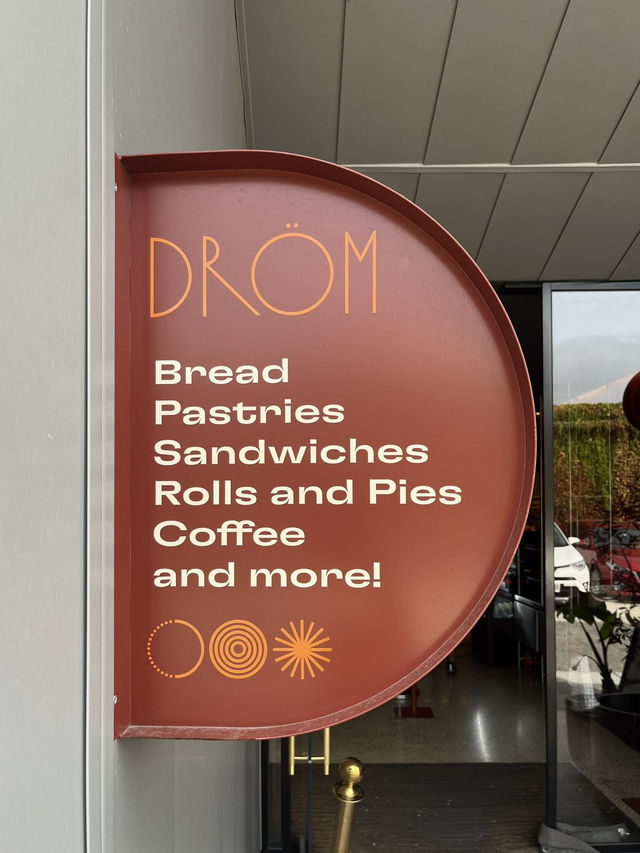 DRÖM
Bread
Pastries
Sandwiches
Rolls and Pies
Coffee
and more!